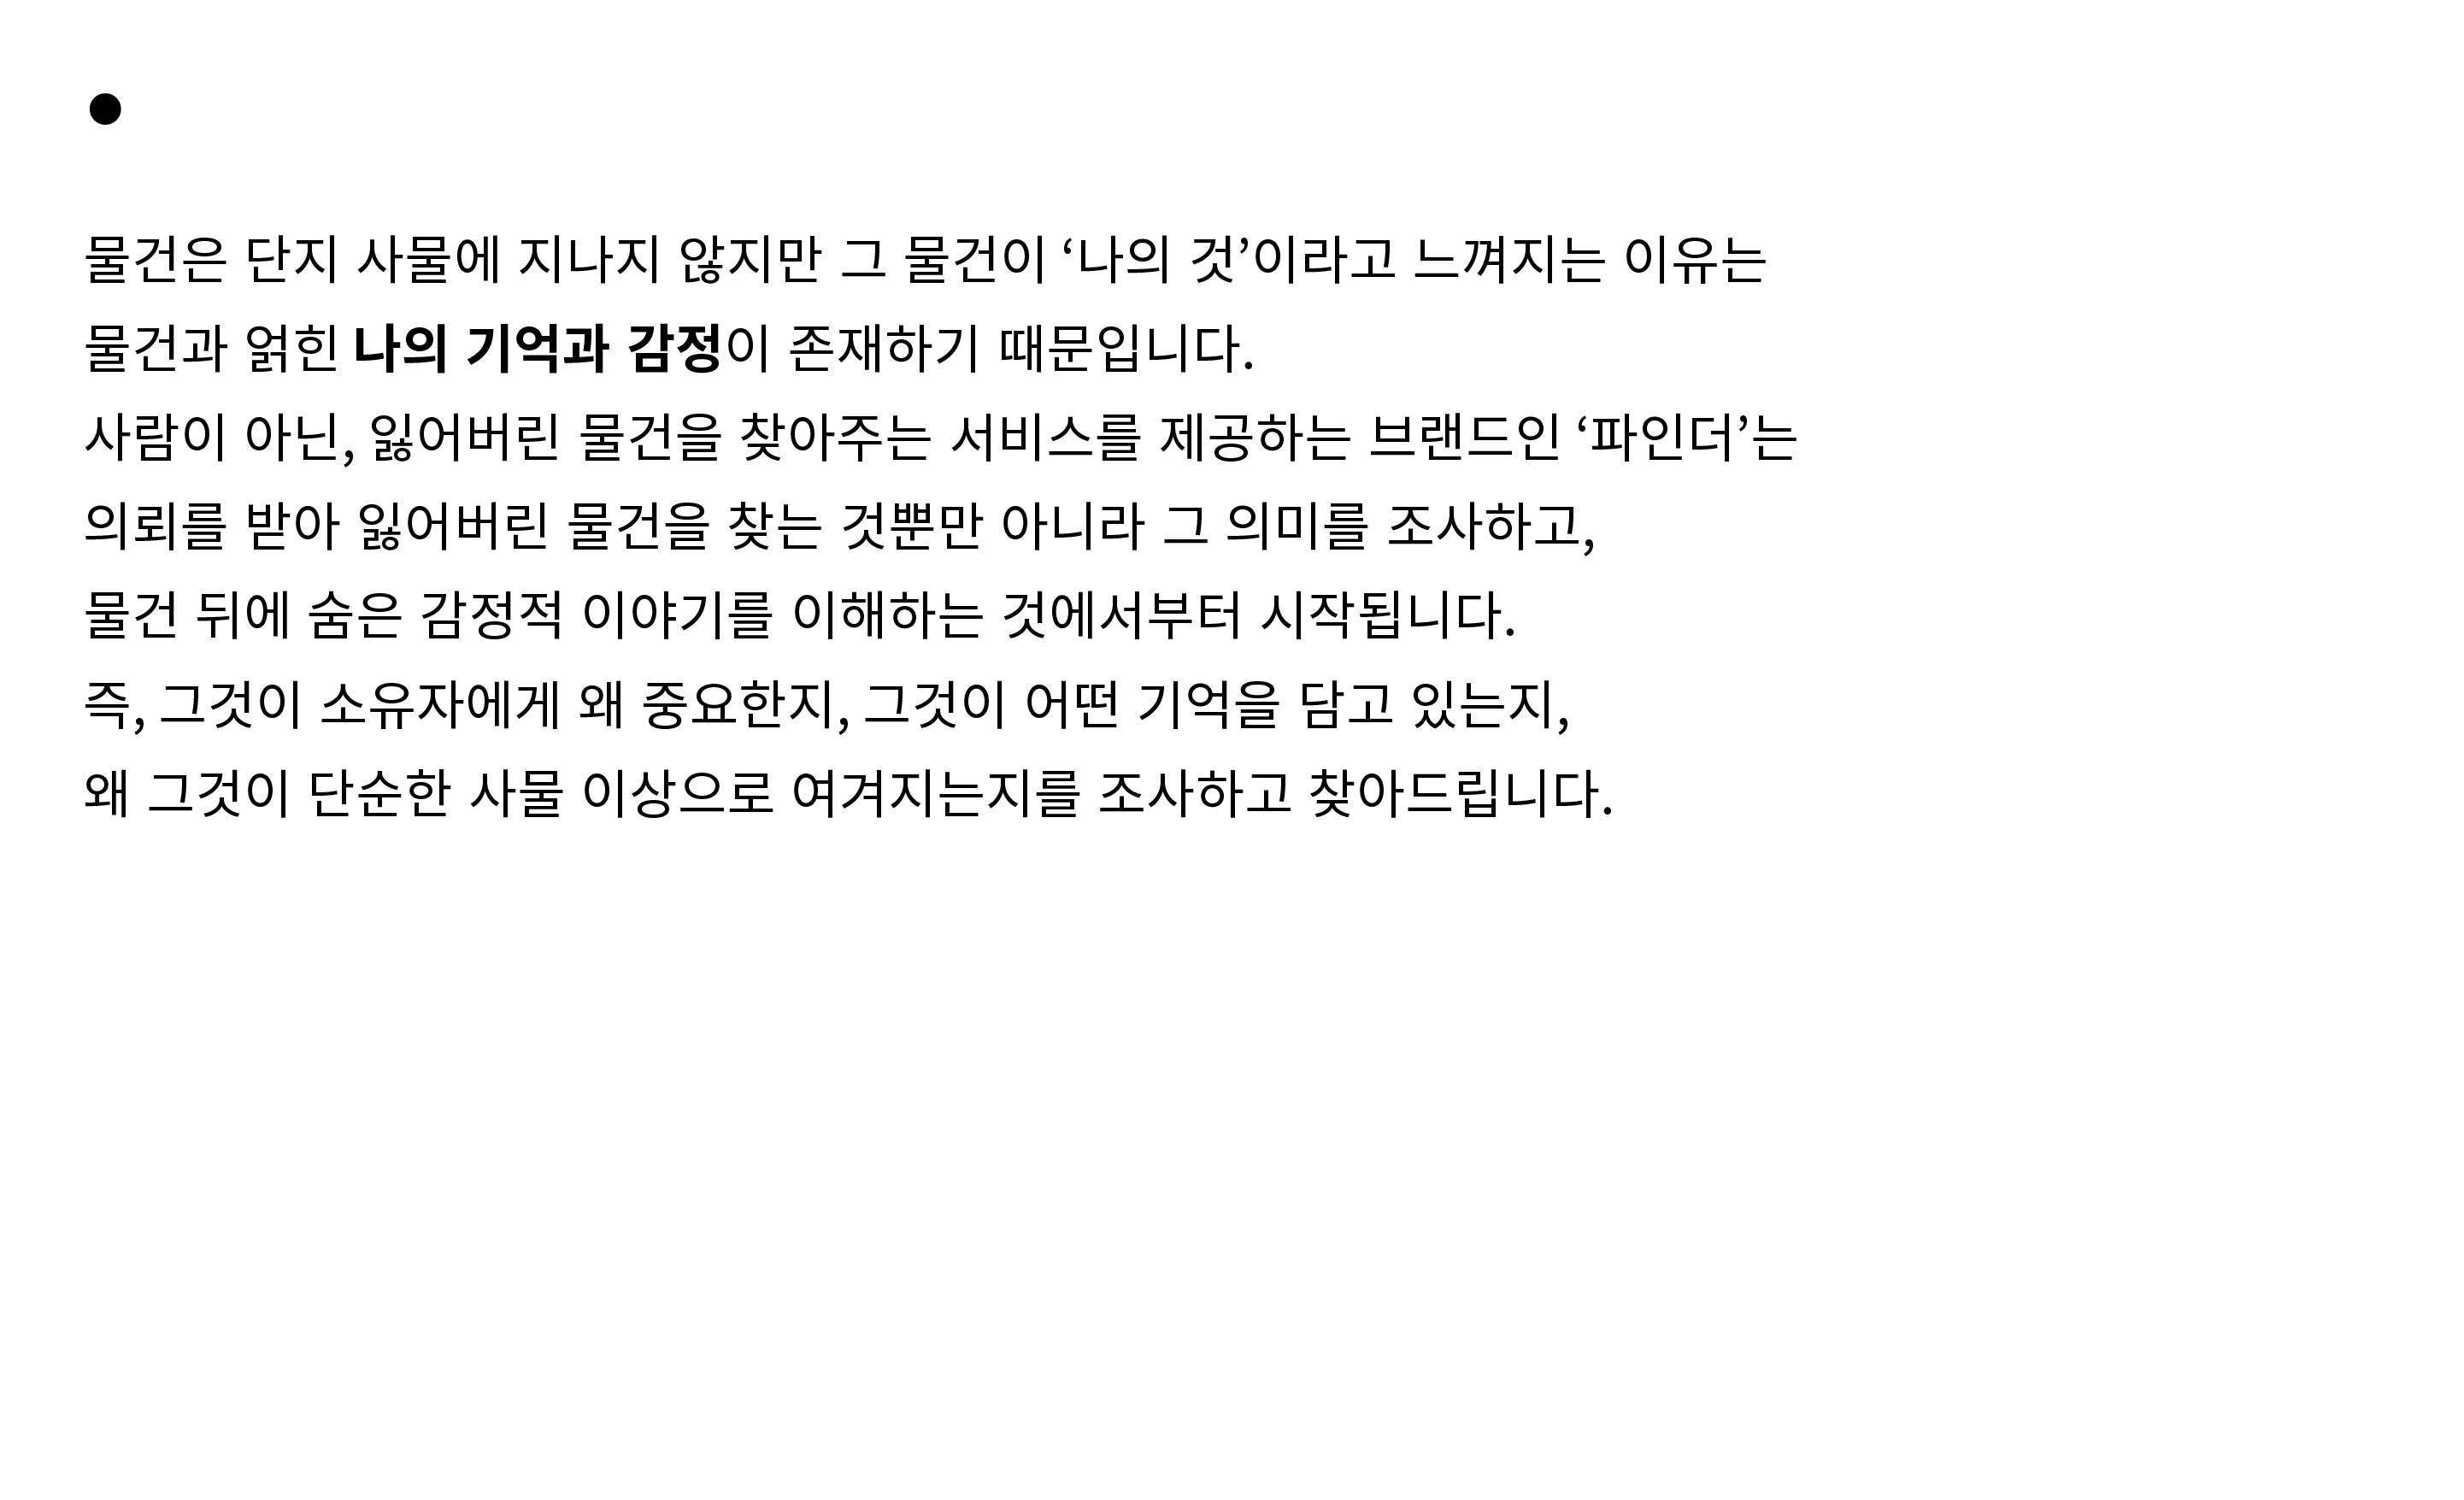 물건은 단지 사물에 지나지 않지만 그 물건이 ‘나의 것’이라고 느껴지는 이유는
물건과 얽힌 나의 기억과 감정이 존재하기 때문입니다.
사람이 아닌, 잃어버린 물건을 찾아주는 서비스를 제공하는 브랜드인 ‘파인더’는
의뢰를 받아 잃어버린 물건을 찾은 것뿐만 아니라 그 의미를 조사하고,
물건 뒤에 숨은 감정적 이야기를 이해하는 것에서부터 시작됩니다.
즉, 그것이 소유자에게 왜 중요한지, 그것이 어떤 기억을 담고 있는지,
왜 그것이 단순한 사물 이상으로 여겨지는지를 조사하고 찾아드립니다.